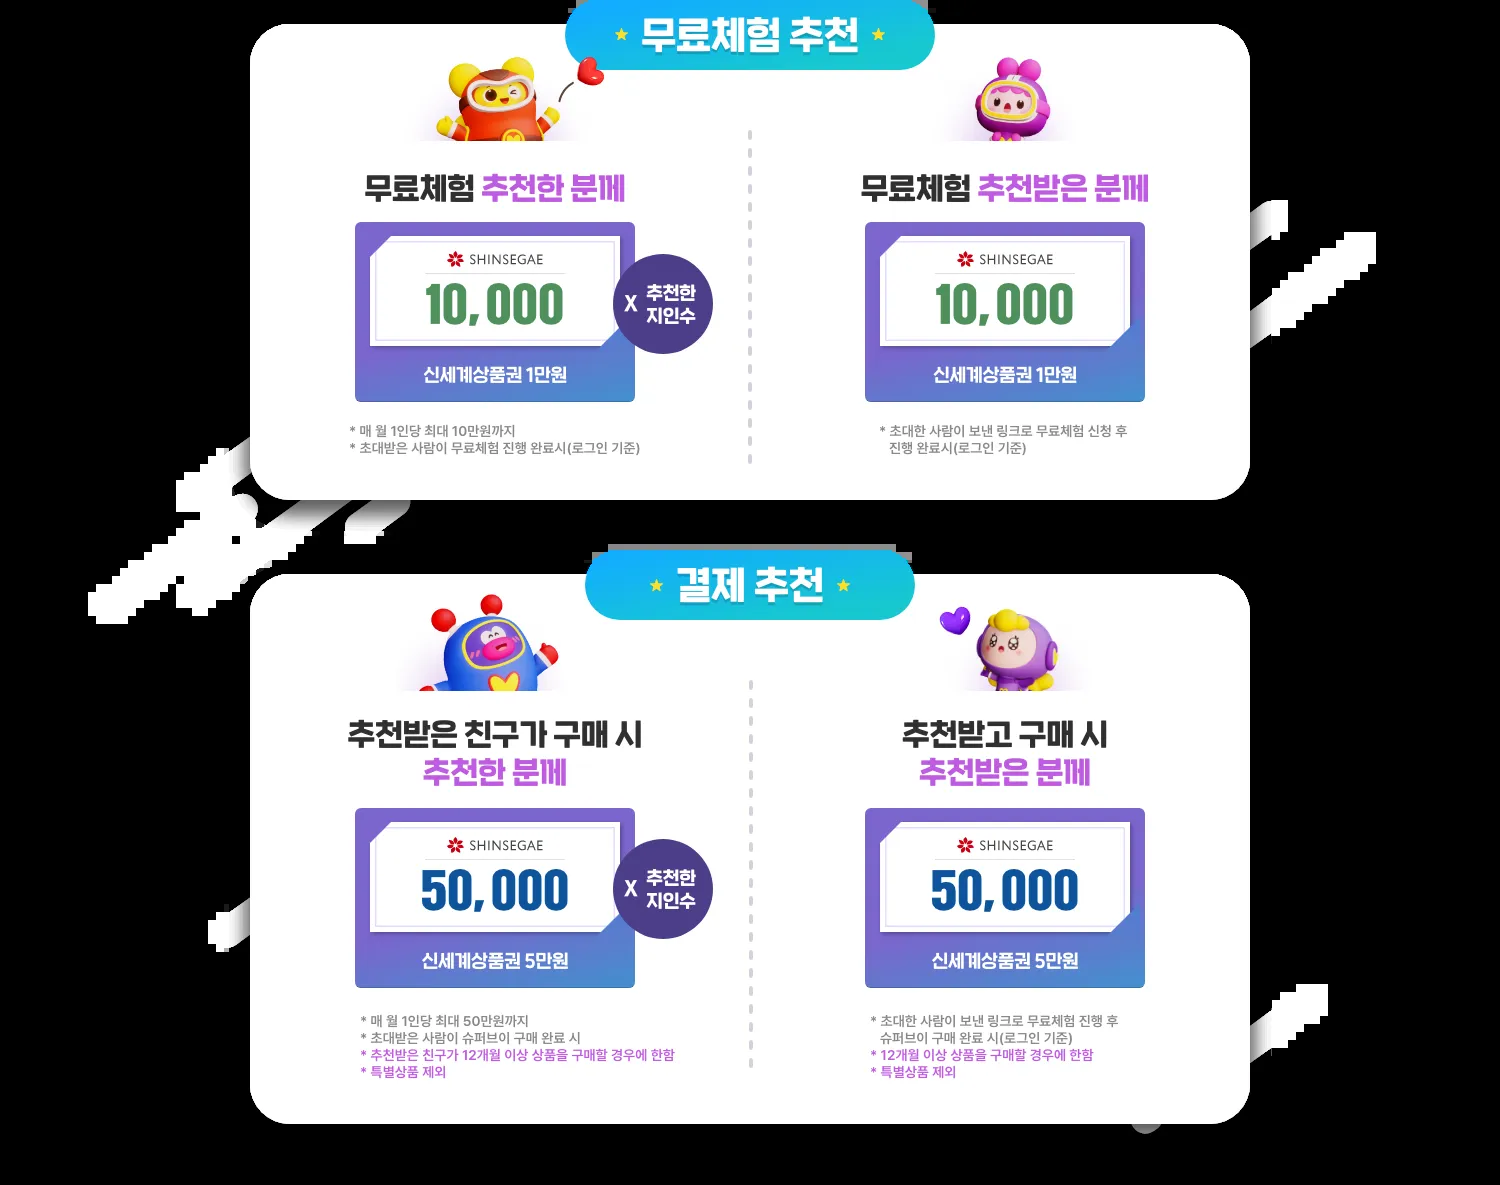 무료체험 추천
무료체험 추천한 분께
SHINSEGAE
10,000
신세계상품권 1만원
X 추천한
지인수
* 매 월 1인당 최대 10만원까지
* 초대받은 사람이 무료체험 진행 완료시(로그인 기준)
무료체험 추천받은 분께
SHINSEGAE
10,000
신세계상품권 1만원
* 초대한 사람이 보낸 링크로 무료체험 신청 후
진행 완료시(로그인 기준)
결제 추천
추천받은 친구가 구매 시
추천한 분께
SHINSEGAE
50,000
신세계상품권 5만원
X 추천한
지인수
* 매 월 1인당 최대 50만원까지
* 초대받은 사람이 슈퍼브이 구매 완료 시
* 추천받은 친구가 12개월 이상 상품을 구매할 경우에 한함
* 특별상품 제외
추천받고 구매 시
추천받은 분께
SHINSEGAE
50,000
신세계상품권 5만원
* 초대한 사람이 보낸 링크로 무료체험 진행 후
슈퍼브이 구매 완료 시(로그인 기준)
* 12개월 이상 상품을 구매할 경우에 한함
* 특별상품 제외